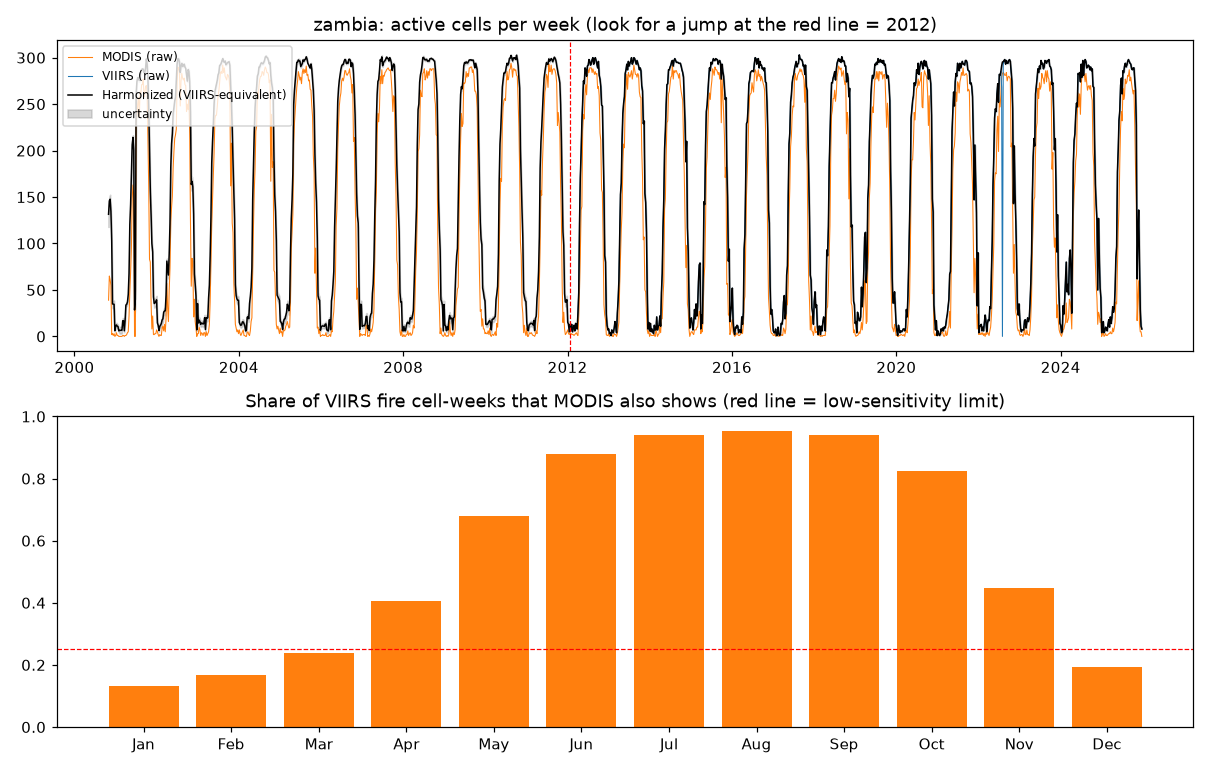 zambia: active cells per week (look for a jump at the red line = 2012)
300
250
200
150
100
50
0
MODIS (raw)
VIIRS (raw)
Harmonized (VIIRS-equivalent)
uncertainty
2000 2004 2008 2012 2016 2020 2024
Share of VIIRS fire cell-weeks that MODIS also shows (red line = low-sensitivity limit)
1.0
0.8
0.6
0.4
0.2
0.0
Jan Feb Mar Apr May Jun Jul Aug Sep Oct Nov Dec